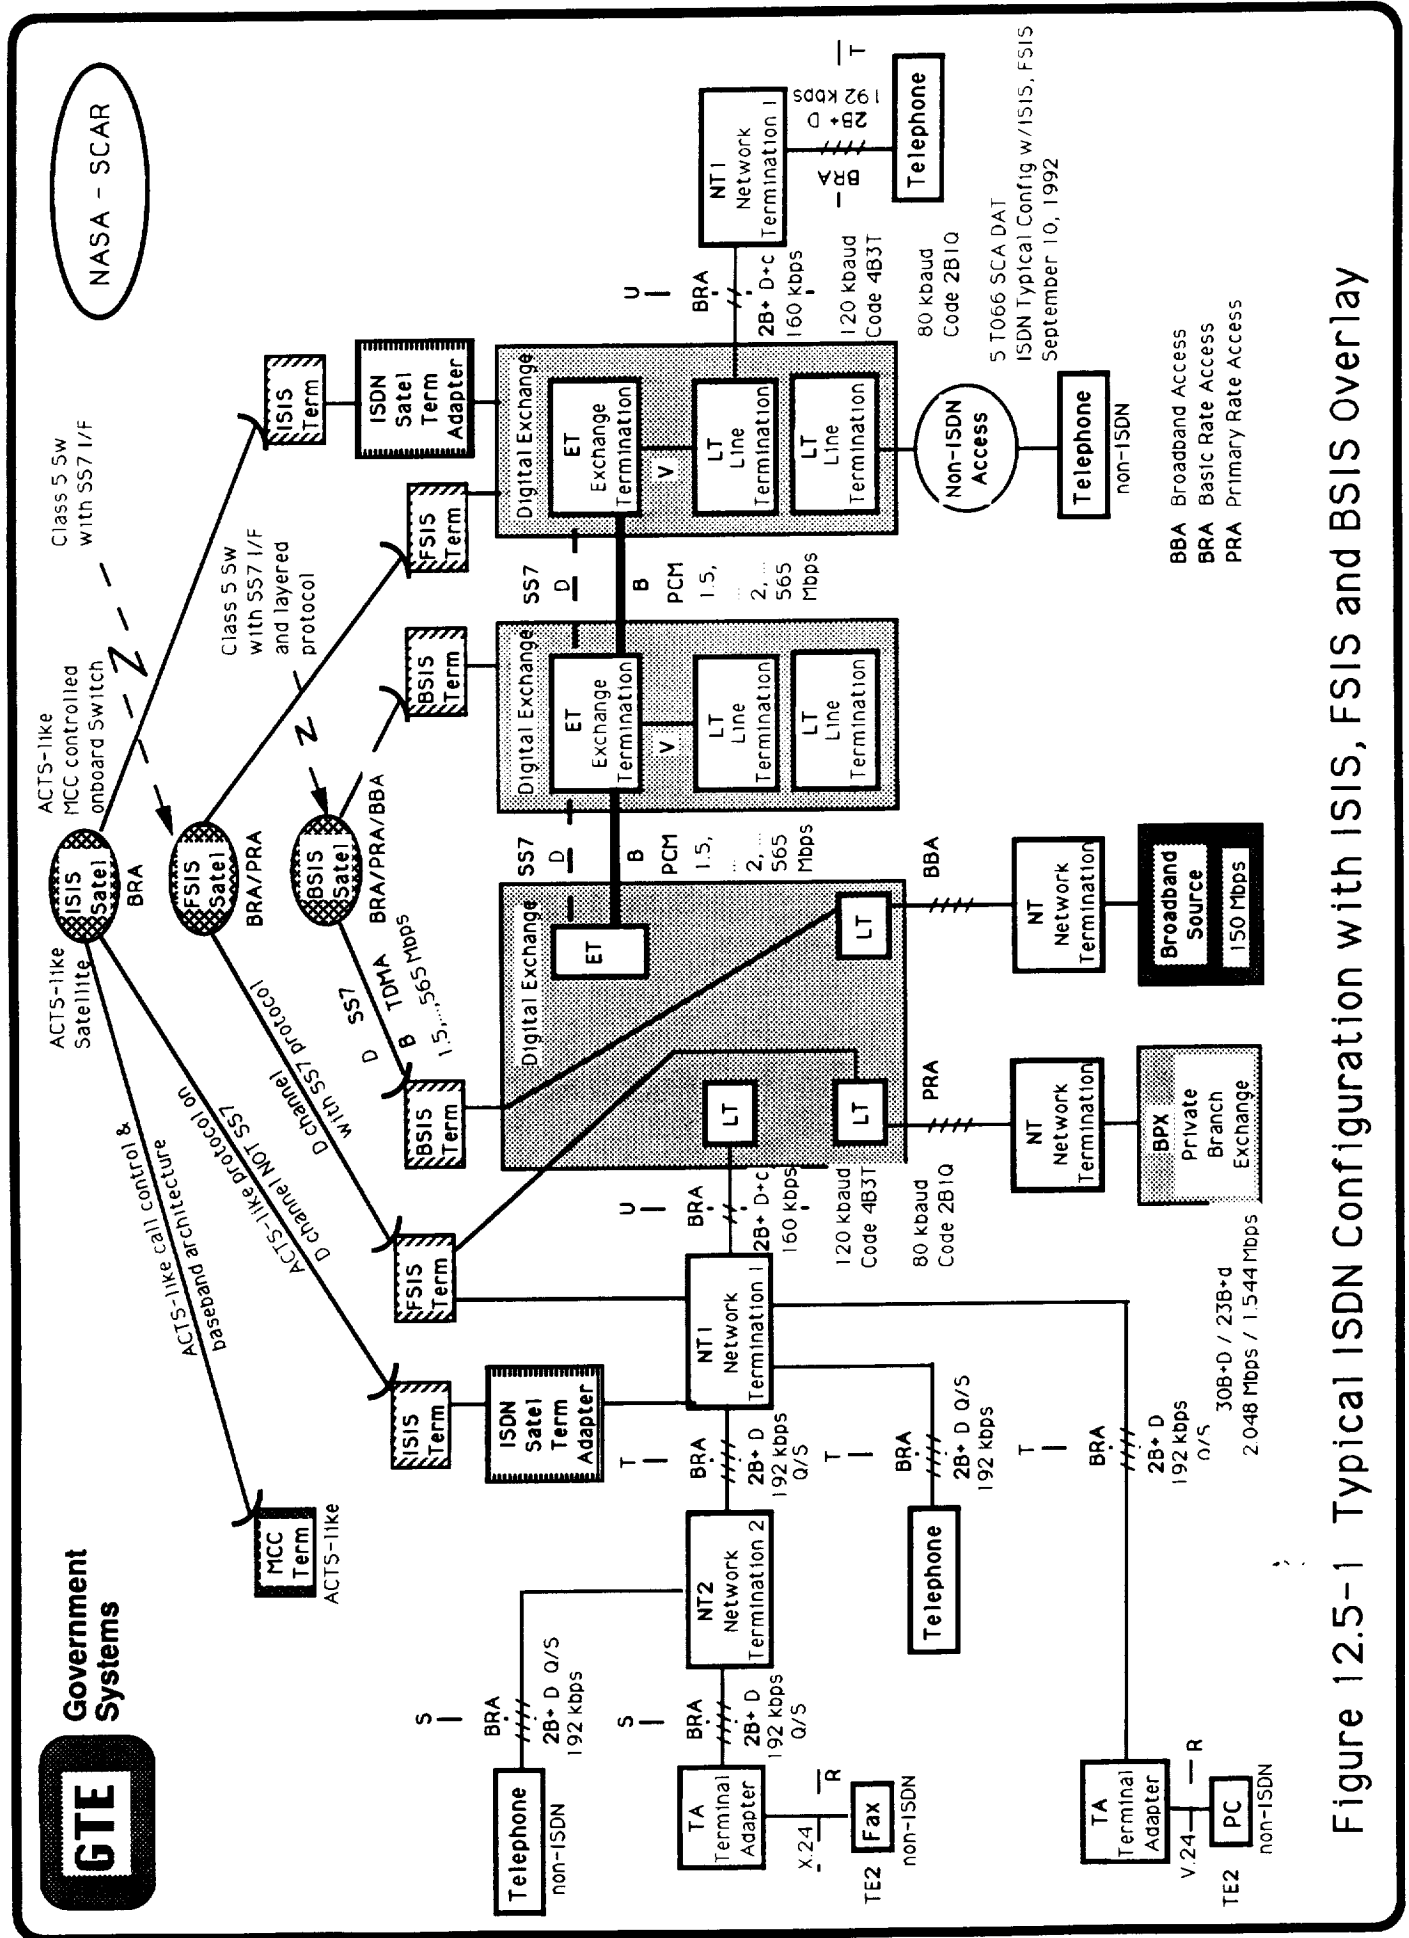 GTE
Government
Systems
NASA - SCAR
ACTS-like
Satellite
ISIS
Satel
BRA
ACTS-like
MCC controlled
onboard Switch
Class 5 Sw
with SS7 I/F
FSIS
Satel
BRA/PRA
Class 5 Sw
with SS7 I/F
and layered
protocol
BSIS
Satel
BRA/PRA/BBA
ACTS-like call control &
baseband architecture
ACTS-like protocol on
D channel NOT SS7
D channel
with SS7 protocol
D SS7
B TDMA
1.5,...,565 Mbps
MCC
Term
ACTS-like
ISIS
Term
FSIS
Term
BSIS
Term
BSIS
Term
FSIS
Term
ISIS
Term
ISDN
Satel
Term
Adapter
ISDN
Satel
Term
Adapter
Telephone
non-ISDN
S
BRA
2B+ D Q/S
192 kbps
TA
Terminal
Adapter
S
BRA
2B+ D
192 kbps
Q/S
X.24
R
TE2
Fax
non-ISDN
NT2
Network
Termination 2
T
BRA
2B+ D
192 kbps
Q/S
NT1
Network
Termination 1
Telephone
T
BRA
2B+ D Q/S
192 kbps
TA
Terminal
Adapter
V.24
R
TE2
PC
non-ISDN
T
BRA
2B+ D
192 kbps
Q/S
30B+D / 23B+d
2.048 Mbps / 1.544 Mbps
U
BRA
2B+ D+C
160 kbps
120 kbaud
Code 4B3T
80 kbaud
Code 2B1Q
Digital Exchange
ET
LT
LT
LT
PRA
BBA
NT
Network
Termination
BPX
Private
Branch
Exchange
NT
Network
Termination
Broadband
Source
150 Mbps
SS7
D
B
PCM
1.5,
...
2,...
565
Mbps
Digital Exchange
ET
Exchange
Termination
V
LT
Line
Termination
LT
Line
Termination
SS7
D
B
PCM
1.5,
...
2,...
565
Mbps
Digital Exchange
ET
Exchange
Termination
V
LT
Line
Termination
LT
Line
Termination
Non-ISDN
Access
Telephone
non-ISDN
U
BRA
2B+ D+C
160 kbps
120 kbaud
Code 4B3T
80 kbaud
Code 2B1Q
NT1
Network
Termination 1
BRA
2B+ D
192 kbps
T
Telephone
5 T066 SCA DAT
ISDN Typical Config w/ISIS, FSIS
September 10, 1992
BBA Broadband Access
BRA Basic Rate Access
PRA Primary Rate Access
Figure 12.5-1 Typical ISDN Configuration with ISIS, FSIS and BSIS Overlay